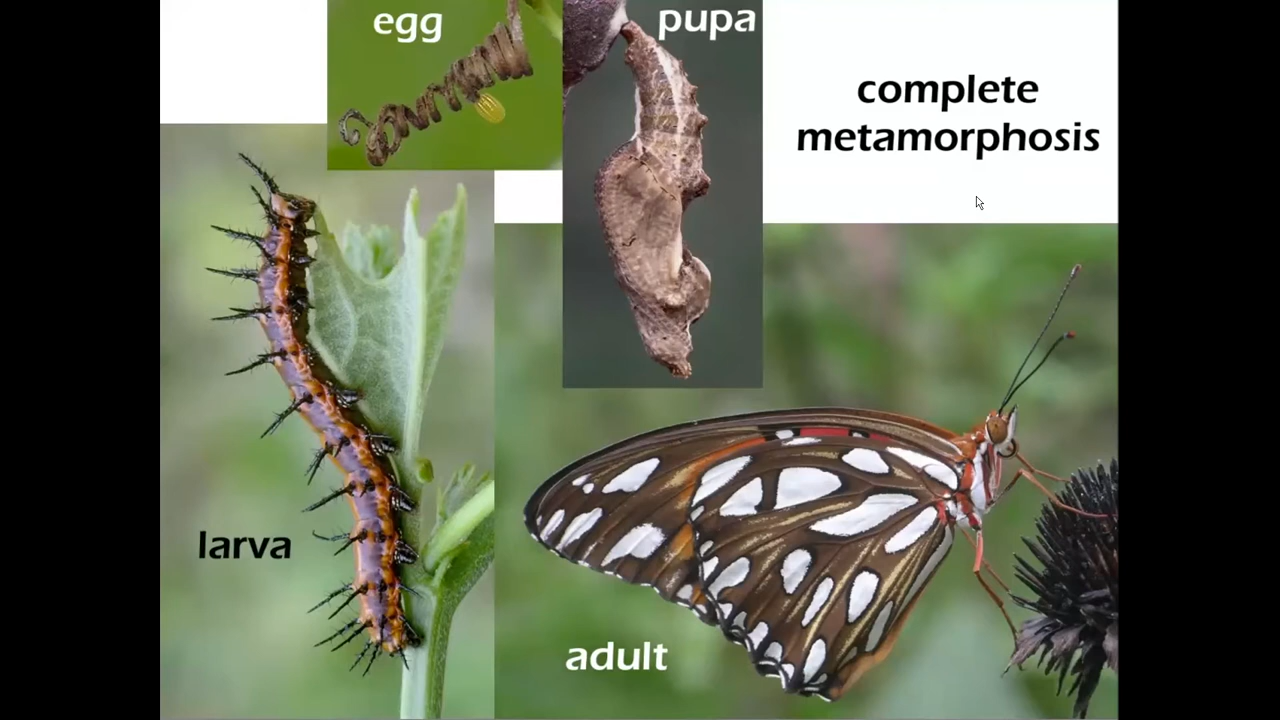 egg
pupa
complete
metamorphosis
larva
adult